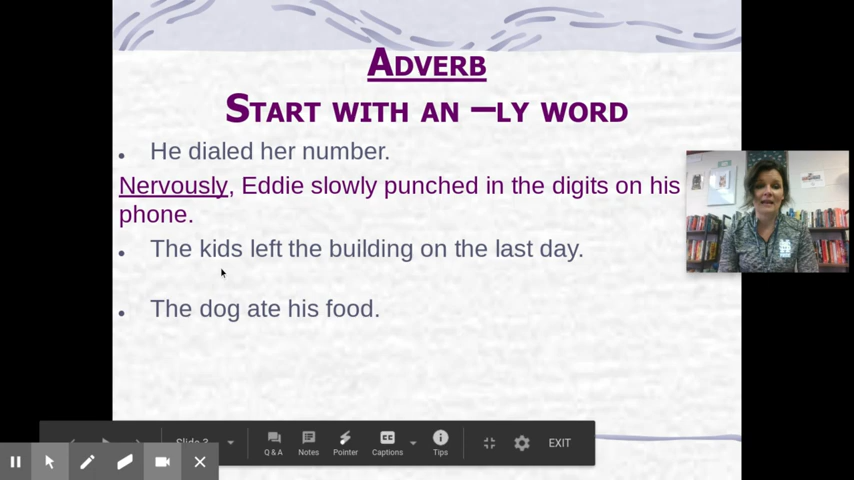 Adverb
Start with an –ly word
• He dialed her number.
Nervously, Eddie slowly punched in the digits on his
phone.
• The kids left the building on the last day.
• The dog ate his food.
Slide 3
Q & A Notes Pointer Captions Tips EXIT